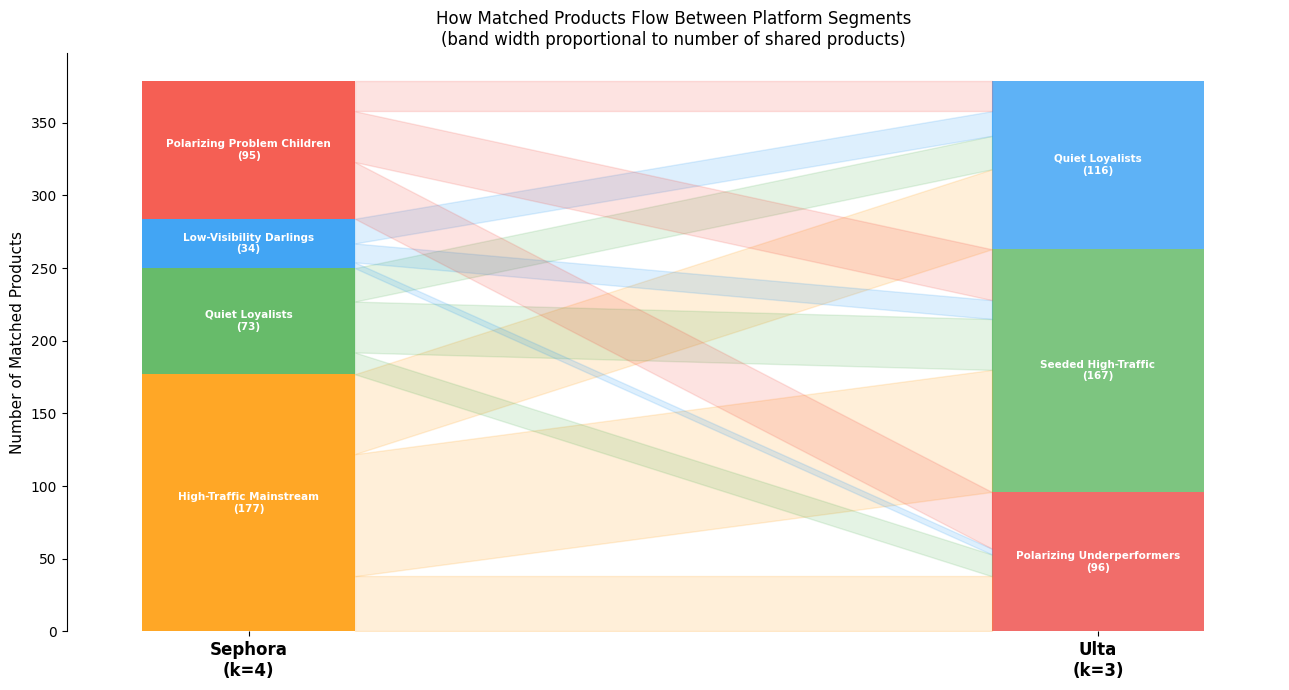 How Matched Products Flow Between Platform Segments
(band width proportional to number of shared products)
Number of Matched Products
350
300
250
200
150
100
50
0
Polarizing Problem Children
(95)
Low-Visibility Darlings
(34)
Quiet Loyalists
(73)
High-Traffic Mainstream
(177)
Quiet Loyalists
(116)
Seeded High-Traffic
(167)
Polarizing Underperformers
(96)
Sephora
(k=4)
Ulta
(k=3)